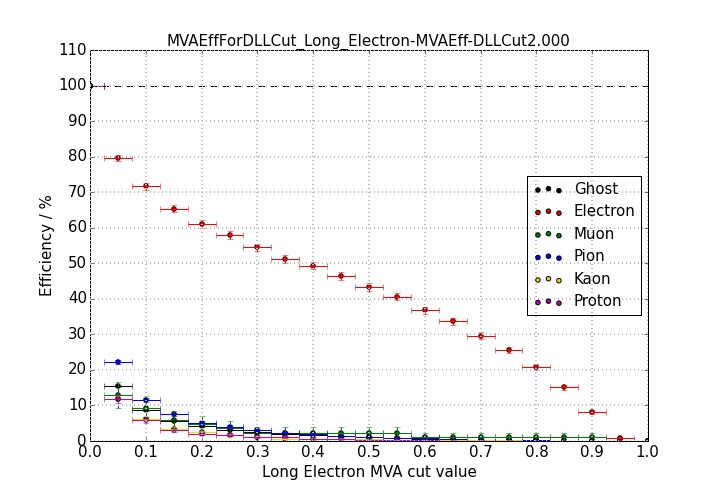 MVAEffForDLLCut_Long_Electron-MVAEff-DLLCut2.000
110
100
90
80
70
60
50
40
30
20
10
0
Efficiency / %
Ghost
Electron
Muon
Pion
Kaon
Proton
0.0 0.1 0.2 0.3 0.4 0.5 0.6 0.7 0.8 0.9 1.0
Long Electron MVA cut value